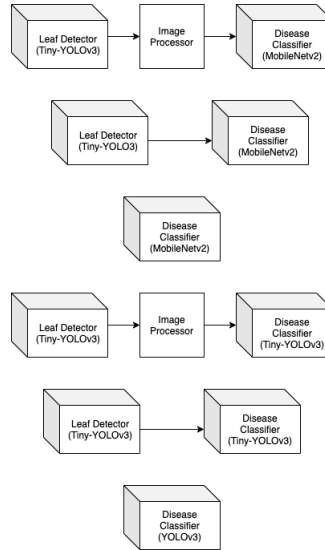 Leaf Detector
(Tiny-YOLOv3)
Image
Processor
Disease
Classifier
(MobileNetv2)
Leaf Detector
(Tiny-YOLO3)
Disease
Classifier
(MobileNetv2)
Disease
Classifier
(MobileNetv2)
Leaf Detector
(Tiny-YOLOv3)
Image
Processor
Disease
Classifier
(Tiny-YOLOv3)
Leaf Detector
(Tiny-YOLOv3)
Disease
Classifier
(Tiny-YOLOv3)
Disease
Classifier
(YOLOv3)